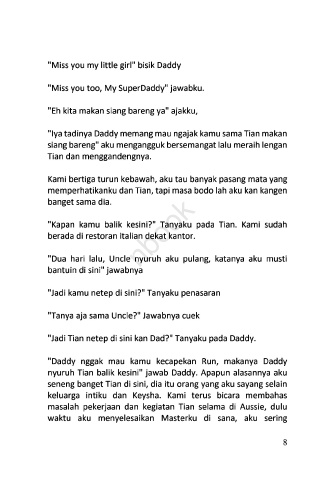 "Miss you my little girl" bisik Daddy
"Miss you too, My SuperDaddy" jawabku.
"Eh kita makan siang bareng ya" ajakku,
"Iya tadinya Daddy memang mau ngajak kamu sama Tian makan
siang bareng" aku mengangguk bersemangat lalu meraih lengan
Tian dan menggandengnya.
Kami bertiga turun kebawah, aku tau banyak pasang mata yang
memperhatikanku dan Tian, tapi masa bodo lah aku kan kangen
banget sama dia.
"Kapan kamu balik kesini?" Tanyaku pada Tian. Kami sudah
berada di restoran Italian dekat kantor.
"Dua hari lalu, Uncle nyuruh aku pulang, katanya aku musti
bantuin di sini" jawabnya
"Jadi kamu netep di sini?" Tanyaku penasaran
"Tanya aja sama Uncle?" Jawabnya cuek
"Jadi Tian netep di sini kan Dad?" Tanyaku pada Daddy.
"Daddy nggak mau kamu kecapekan Run, makanya Daddy
nyuruh Tian balik kesini" jawab Daddy. Apapun alasannya aku
seneng banget Tian di sini, dia itu orang yang aku sayang selain
keluarga intiku dan Keysha. Kami terus bicara membahas
masalah pekerjaan dan kegiatan Tian selama di Aussie, dulu
waktu aku menyelesaikan Masterku di sana, aku sering
8